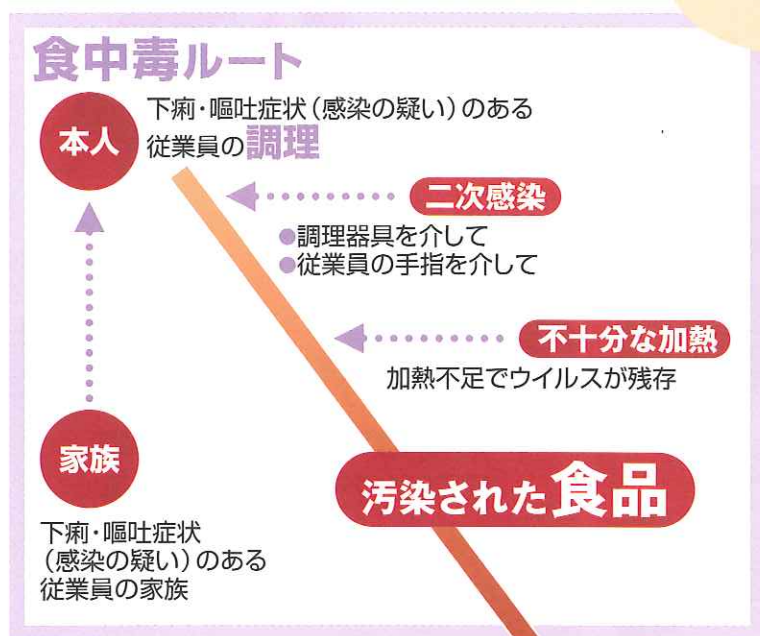 食中毒ルート
本人
下痢・嘔吐症状(感染の疑い)のある
従業員の調理
二次感染
●調理器具を介して
●従業員の手指を介して
不十分な加熱
加熱不足でウイルスが残存
家族
汚染された食品
下痢・嘔吐症状
(感染の疑い)のある
従業員の家族